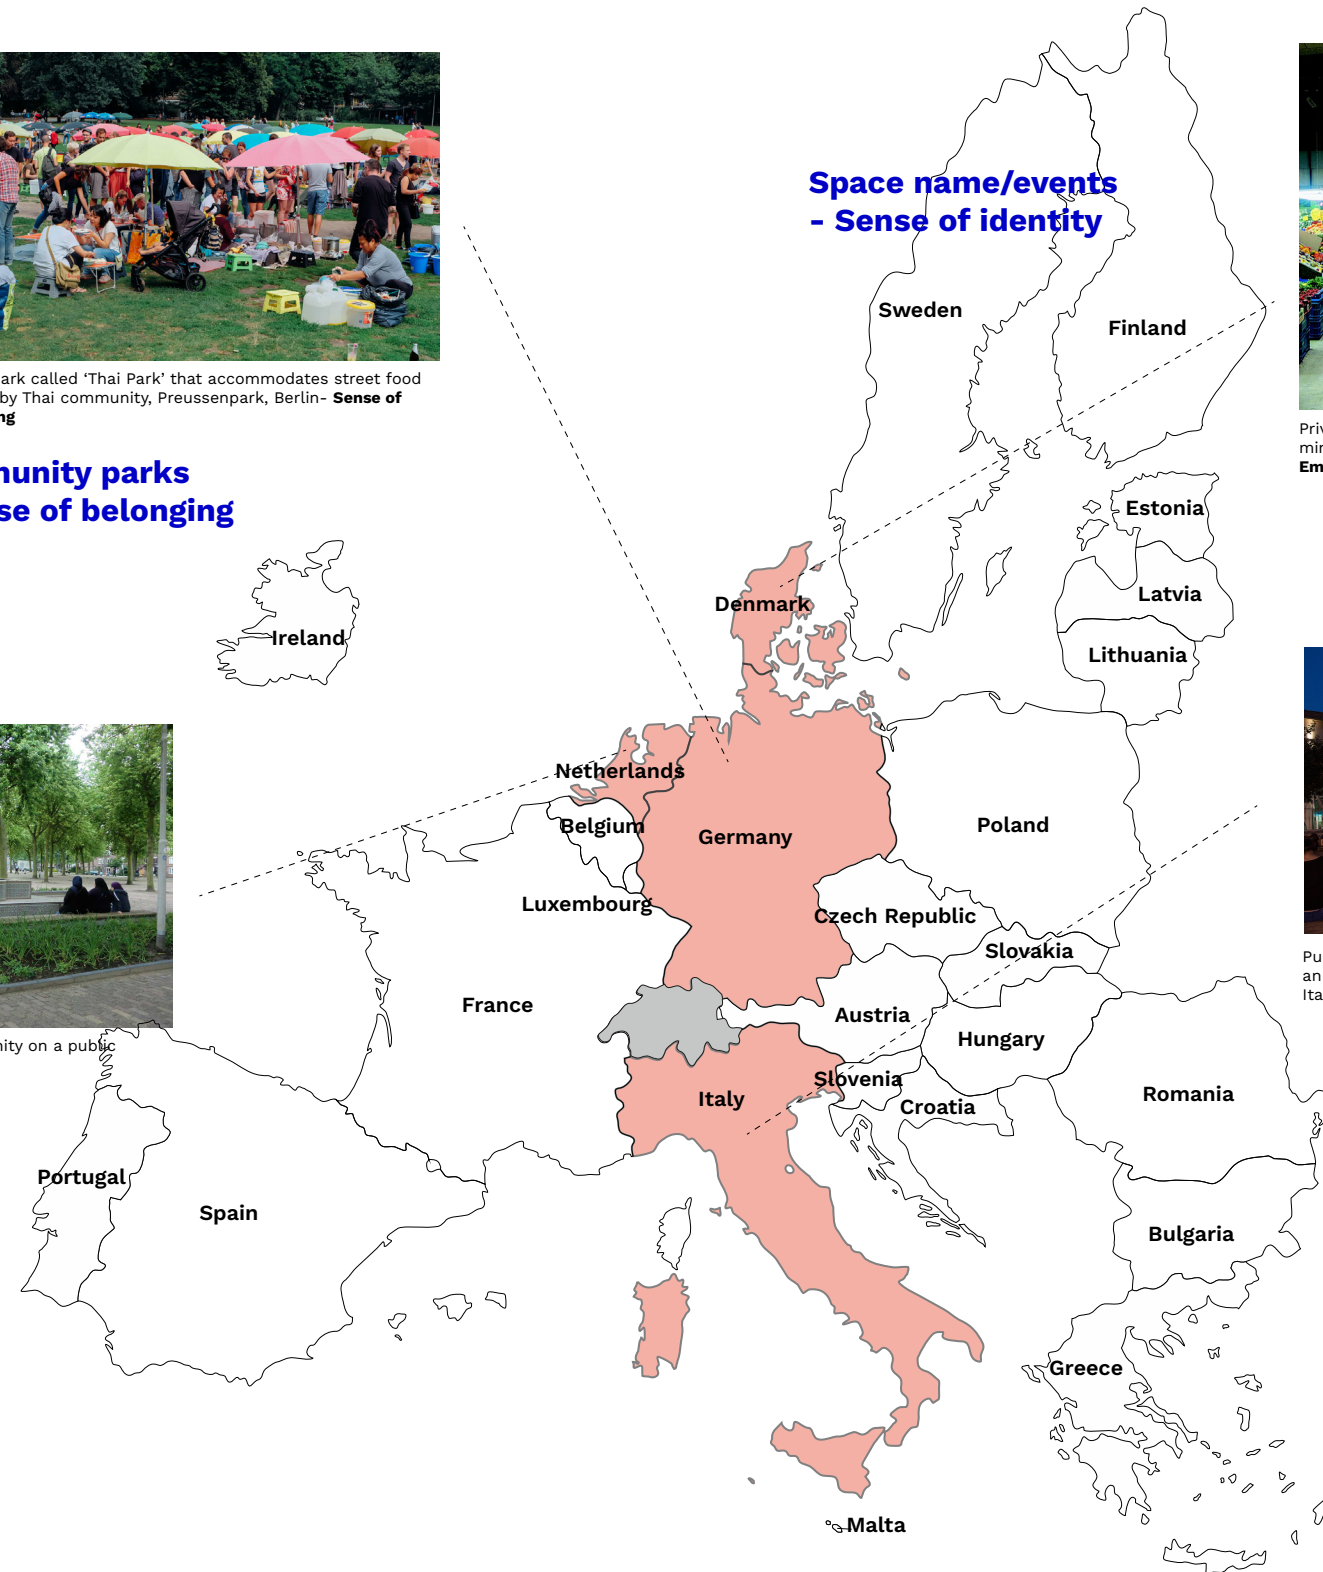 ark called ‘Thai Park’ that accommodates street food
by Thai community, Preussenpark, Berlin- Sense of
ng
munity parks
se of belonging
Space name/events
- Sense of identity
Sweden
Finland
Estonia
Latvia
Lithuania
Denmark
Ireland
Netherlands
Belgium
Germany
Poland
Luxembourg
Czech Republic
Slovakia
France
Austria
Hungary
Slovenia
Italy
Croatia
Romania
Portugal
Spain
Bulgaria
Greece
Malta
nity on a public
Priv
min
Em
Pu
an
Ita